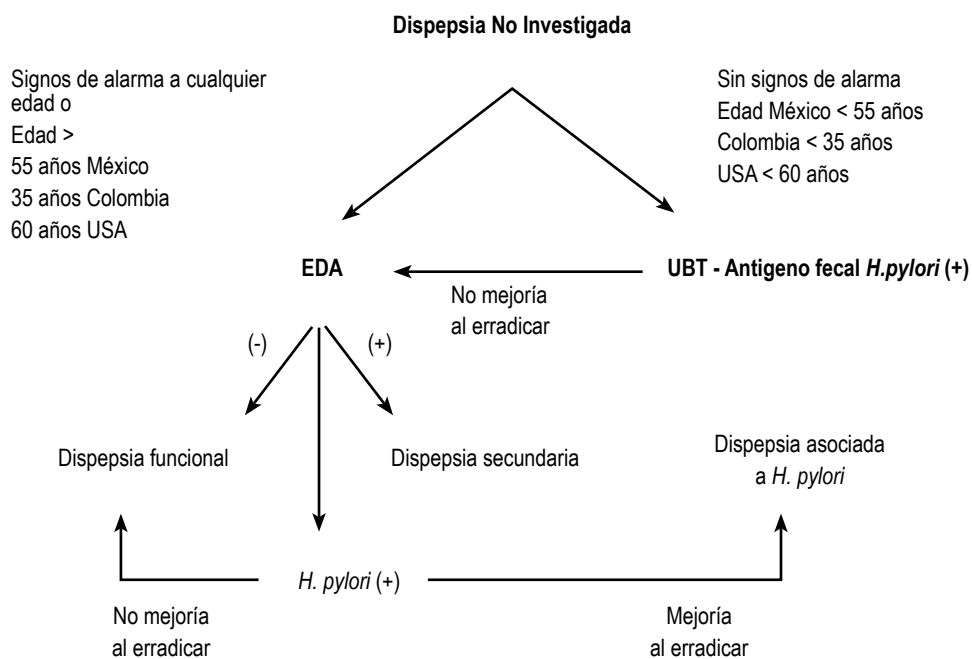 Dispepsia No Investigada
Signos de alarma a cualquier
edad o
Edad >
55 años México
35 años Colombia
60 años USA
Sin signos de alarma
Edad México < 55 años
Colombia < 35 años
USA < 60 años
EDA
UBT - Antigeno fecal H.pylori (+)
No mejoría
al erradicar
(-)
(+)
Dispepsia funcional
Dispepsia secundaria
Dispepsia asociada
a H. pylori
H. pylori (+)
No mejoría
al erradicar
Mejoría
al erradicar